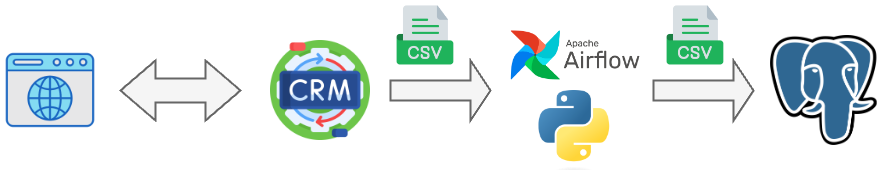 CSV
CSV
Apache
Airflow
CRM